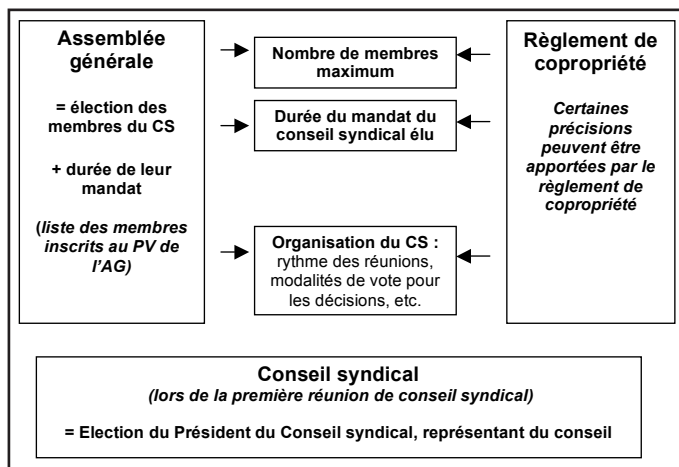 Assemblée
générale
= élection des
membres du CS
+ durée de leur
mandat
(liste des membres
inscrits au PV de
l'AG)
Nombre de membres
maximum
Durée du mandat du
conseil syndical élu
Organisation du CS :
rythme des réunions,
modalités de vote pour
les décisions, etc.
Règlement de
copropriété
Certaines
précisions
peuvent être
apportées par le
règlement de
copropriété
Conseil syndical
(lors de la première réunion de conseil syndical)
= Election du Président du Conseil syndical, représentant du conseil